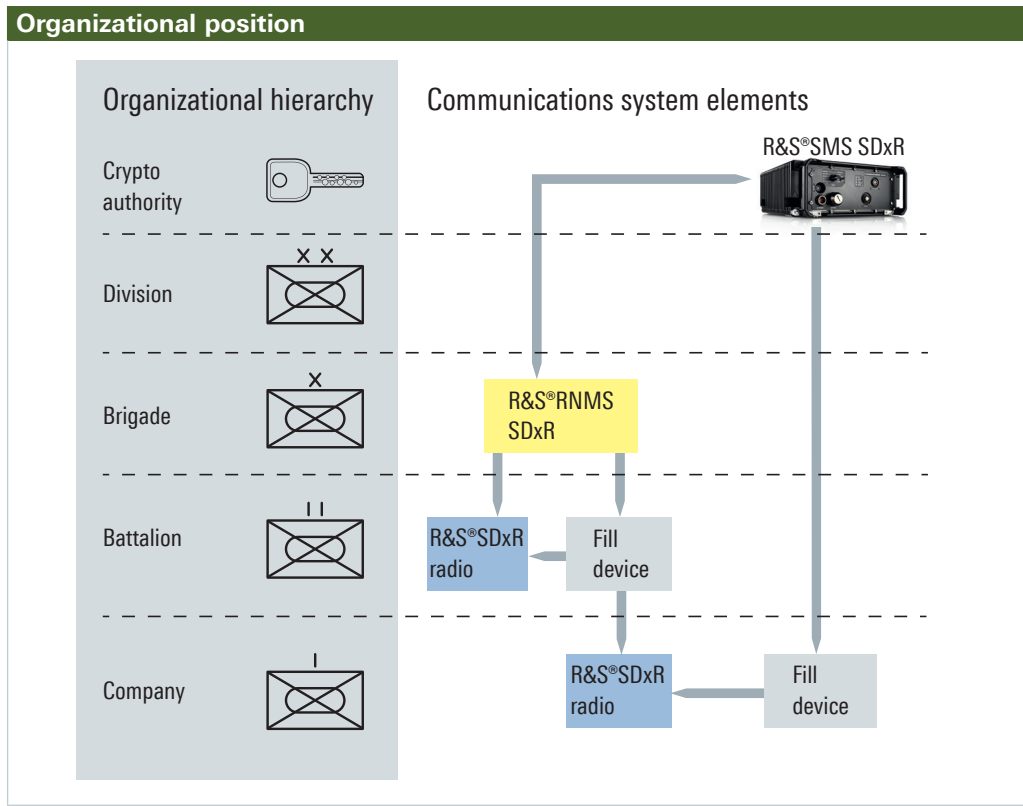 Organizational position
Organizational hierarchy
Communications system elements
R&S®SMS SDxR
Crypto
authority
Division
Brigade
R&S®RNMS
SDxR
Battalion
R&S®SDxR
radio
Fill
device
Company
R&S®SDxR
radio
Fill
device